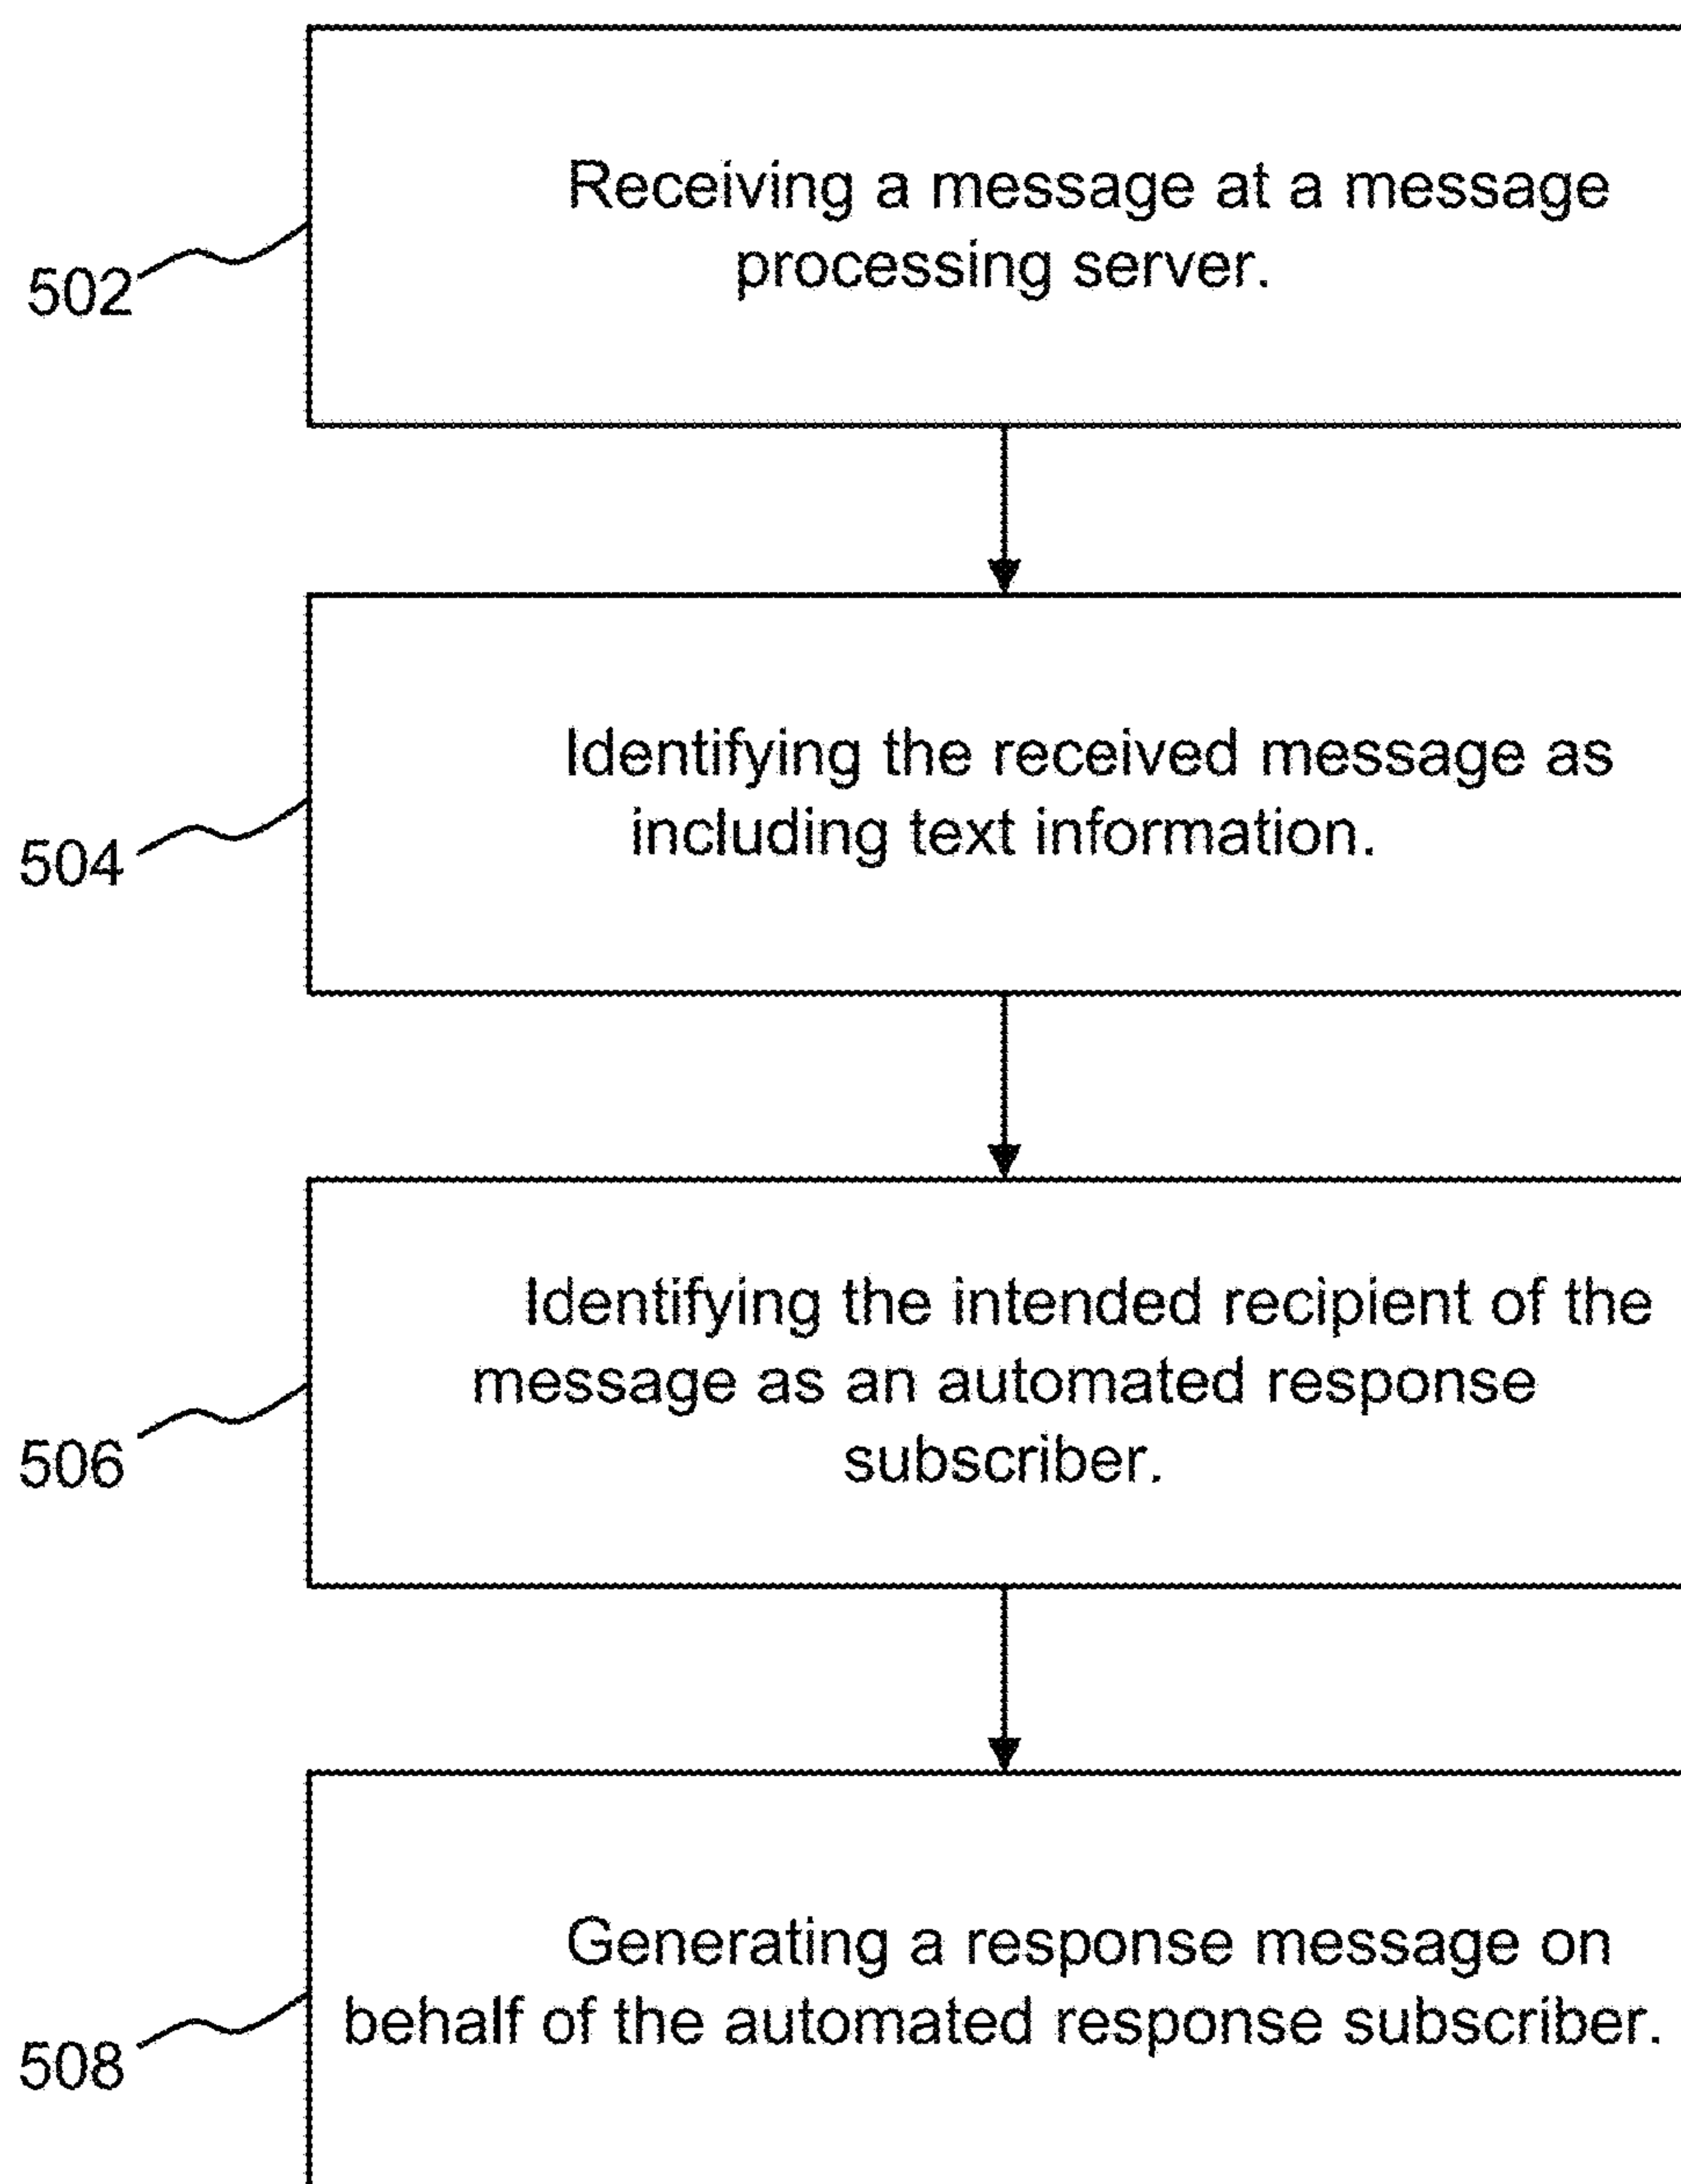 Receiving a message at a message
processing server.
502
Identifying the received message as
including text information.
504
Identifying the intended recipient of the
message as an automated response
subscriber.
506
Generating a response message on
behalf of the automated response subscriber.
508